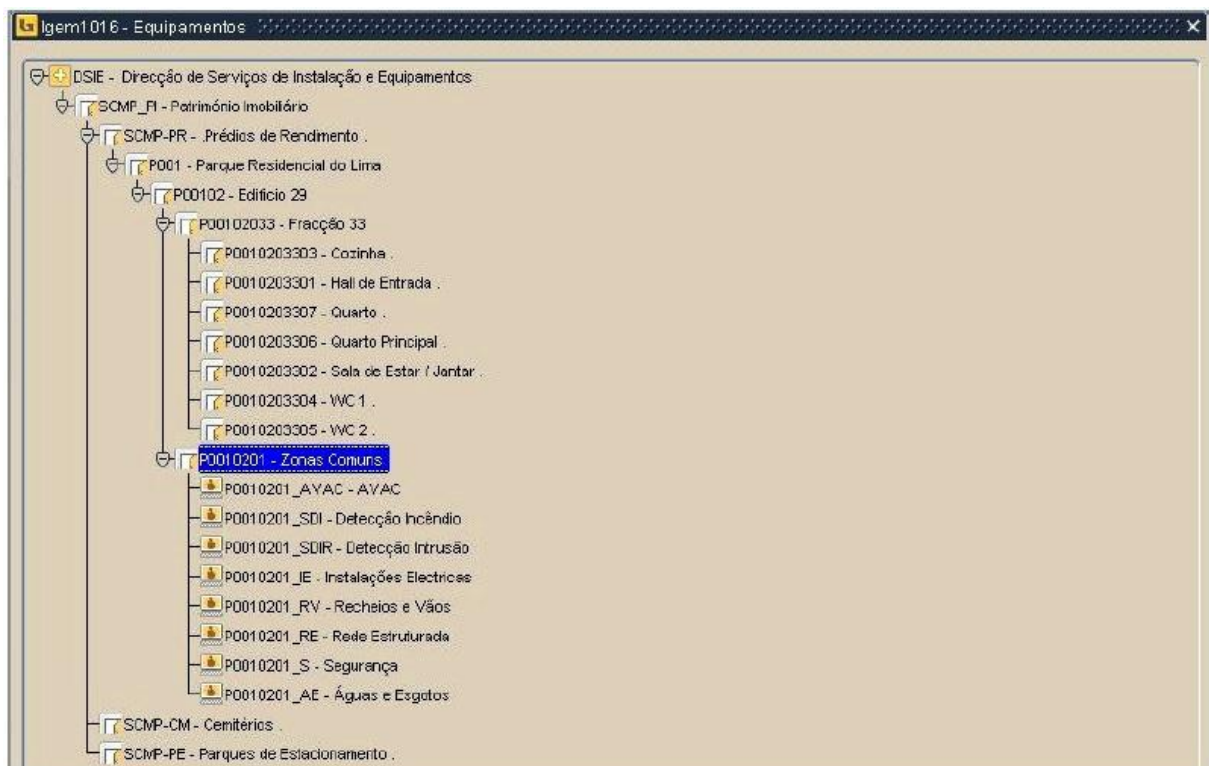 Igem1016 - Equipamentos
DSIE - Direcção de Serviços de Instalação e Equipamentos
SCMP_PI - Património Imobiliário
SCMP-PR - .Prédios de Rendimento .
P001 - Parque Residencial do Lima
P00102 - Edificio 29
P00102033 - Fracção 33
P0010203303 - Cozinha .
P0010203301 - Hall de Entrada .
P0010203307 - Quarto .
P0010203306 - Quarto Principal .
P0010203302 - Sala de Estar / Jantar .
P0010203304 - WC 1 .
P0010203305 - WC 2 .
P0010201 - Zonas Comuns
P0010201_AVAC - AVAC
P0010201_SDI - Detecção Incêndio
P0010201_SDIR - Detecção Intrusão
P0010201_IE - Instalações Electricas
P0010201_RV - Recheios e Vãos
P0010201_RE - Rede Estruturada
P0010201_S - Segurança
P0010201_AE - Águas e Esgotos
SCMP-CM - Cemitérios .
SCMP-PE - Parques de Estacionamento .